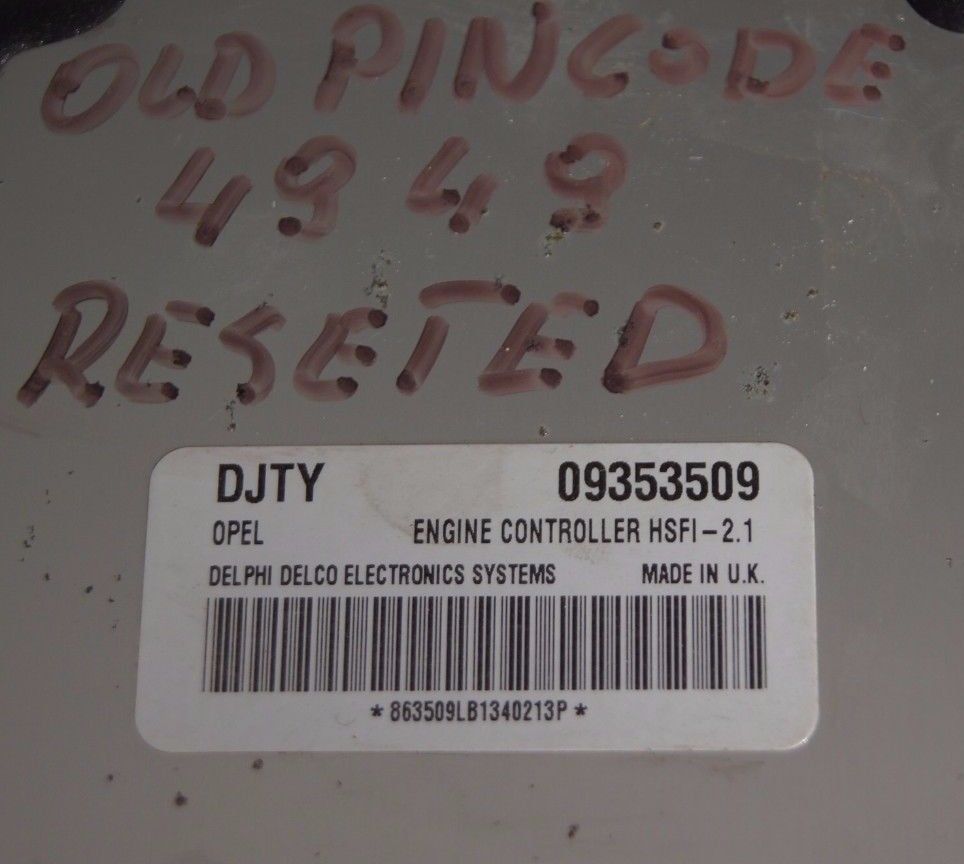 OLD PINCODE
4949
RESETED
DJTY 09353509
OPEL ENGINE CONTROLLER HSFI-2.1
DELPHI DELCO ELECTRONICS SYSTEMS MADE IN U.K.
*863509LB1340213P*